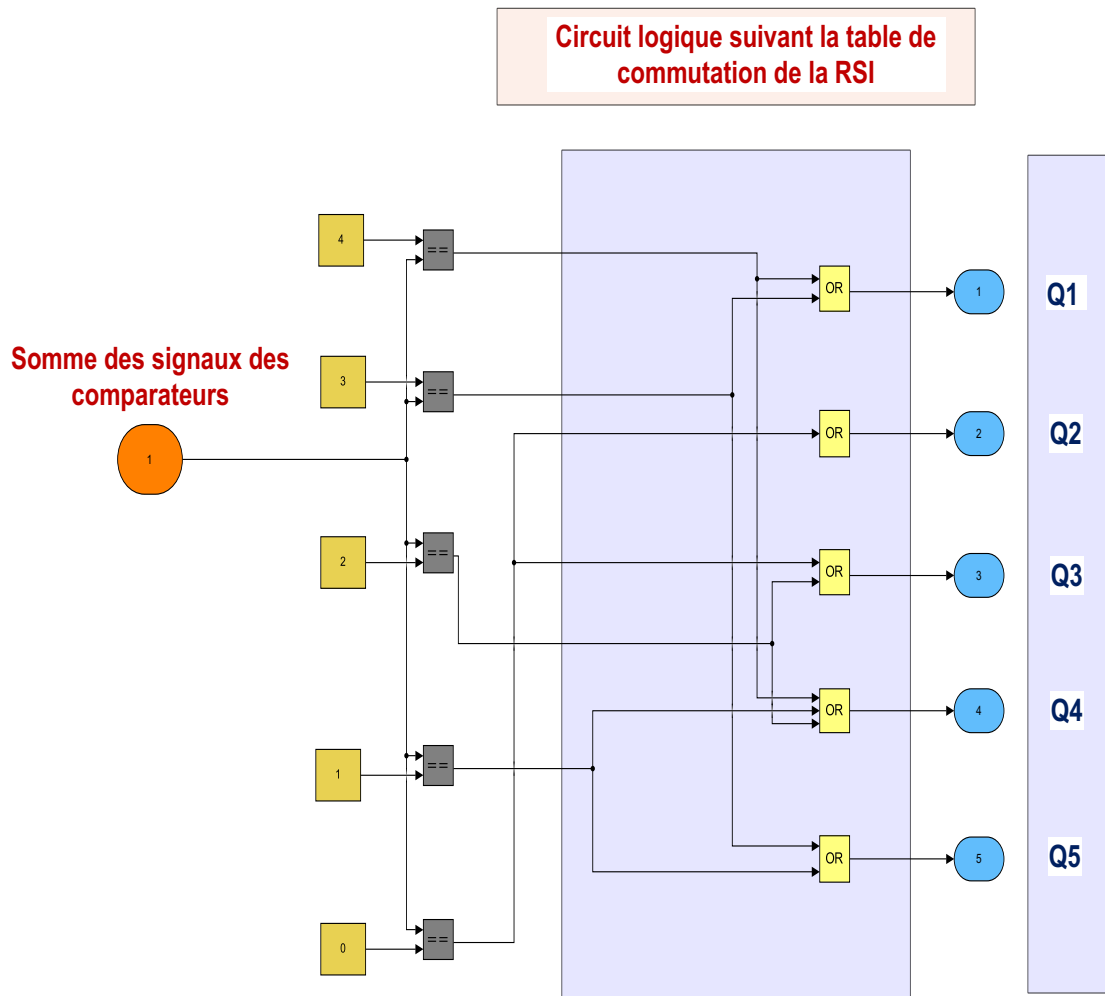 Circuit logique suivant la table de
commutation de la RSI
4
==
OR
1
Q1
Somme des signaux des
comparateurs
3
==
1
OR
2
Q2
2
==
OR
3
Q3
OR
4
Q4
1
==
OR
5
Q5
0
==